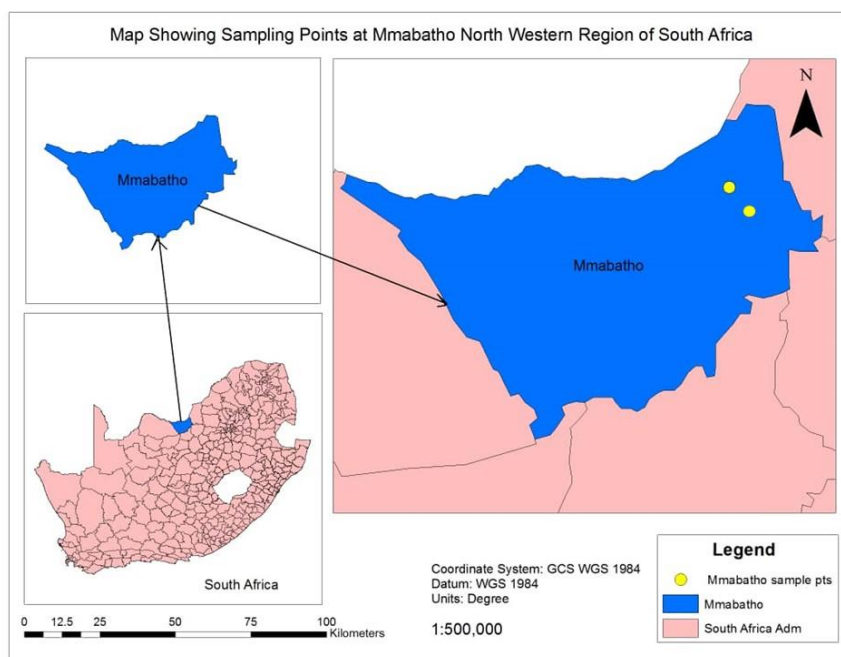 Map Showing Sampling Points at Mmabatho North Western Region of South Africa
Mmabatho
N
Mmabatho
South Africa
0 12.5 25 50 75 100
Kilometers
Coordinate System: GCS WGS 1984
Datum: WGS 1984
Units: Degree
1:500,000
Legend
Mmabatho sample pts
Mmabatho
South Africa Adm